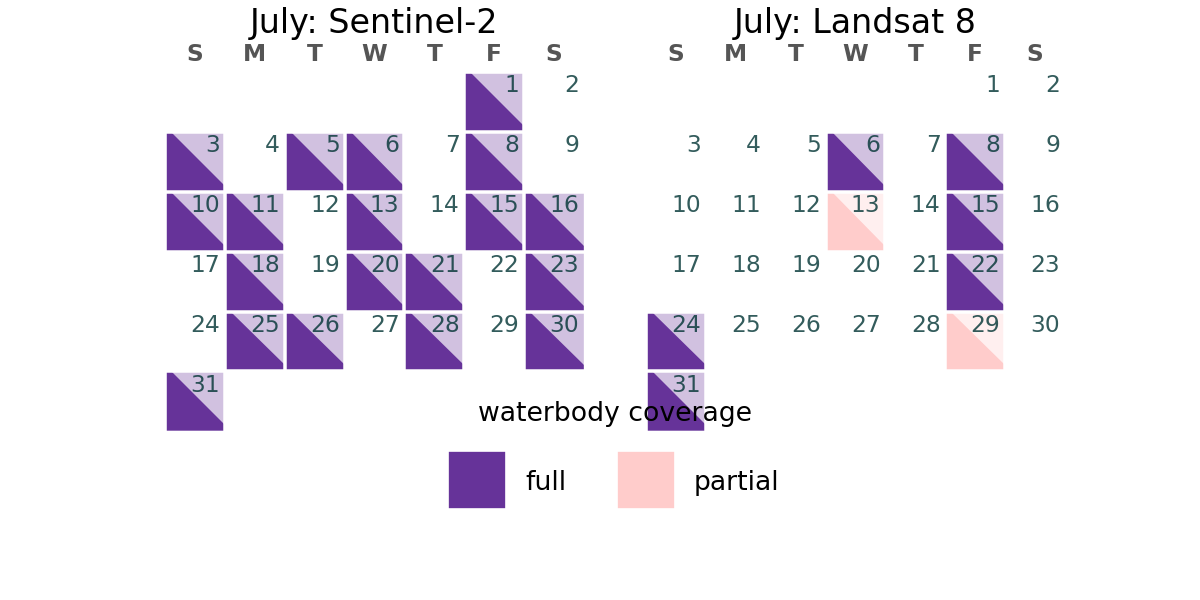 July: Sentinel-2
S M T W T F S
1 2
3 4 5 6 7 8 9
10 11 12 13 14 15 16
17 18 19 20 21 22 23
24 25 26 27 28 29 30
31
July: Landsat 8
S M T W T F S
1 2
3 4 5 6 7 8 9
10 11 12 13 14 15 16
17 18 19 20 21 22 23
24 25 26 27 28 29 30
31
waterbody coverage
full partial